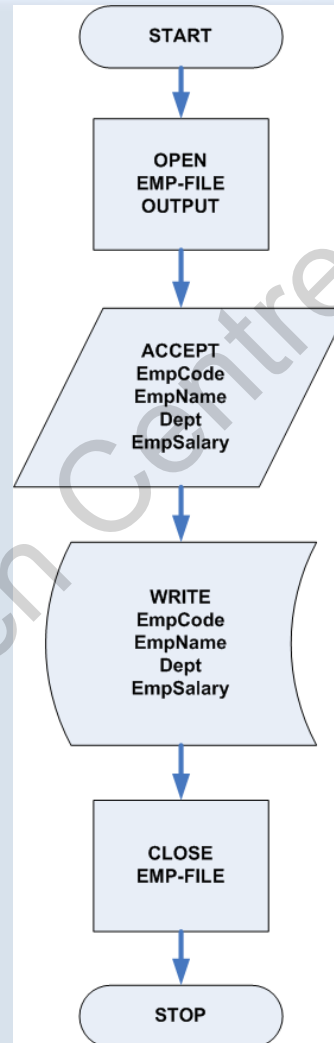 START
OPEN
EMP-FILE
OUTPUT
ACCEPT
EmpCode
EmpName
Dept
EmpSalary
WRITE
EmpCode
EmpName
Dept
EmpSalary
CLOSE
EMP-FILE
STOP
Centre